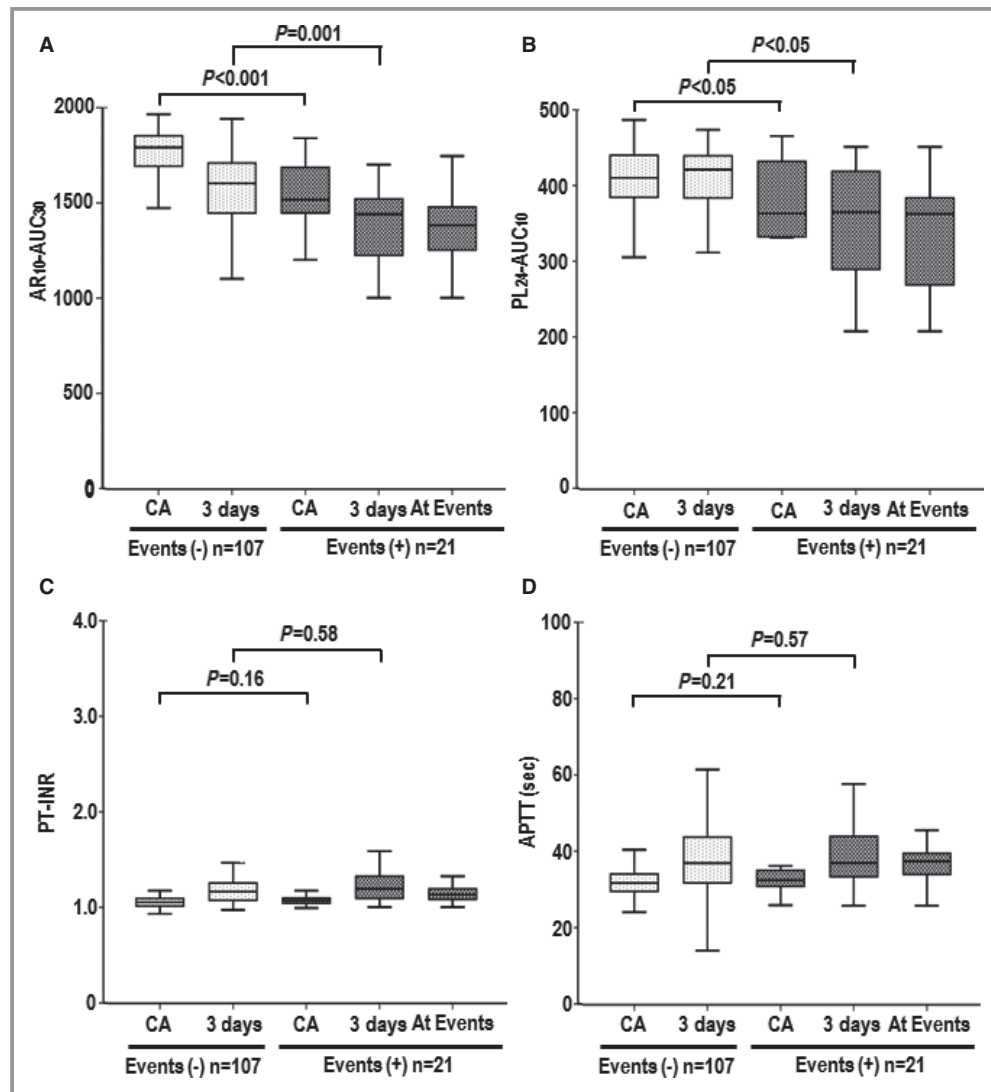 A
P=0.001
P<0.001
2000
1500
1000
500
0
AR10-AUC30
CA 3 days CA 3 days At Events
Events (-) n=107 Events (+) n=21
B
P<0.05
P<0.05
500
400
300
200
100
0
PL24-AUC10
CA 3 days CA 3 days At Events
Events (-) n=107 Events (+) n=21
C
4.0
P=0.58
P=0.16
3.0
2.0
1.0
0
PT-INR
CA 3 days CA 3 days At Events
Events (-) n=107 Events (+) n=21
D
100
P=0.57
P=0.21
80
60
40
20
0
APTT (sec)
CA 3 days CA 3 days At Events
Events (-) n=107 Events (+) n=21